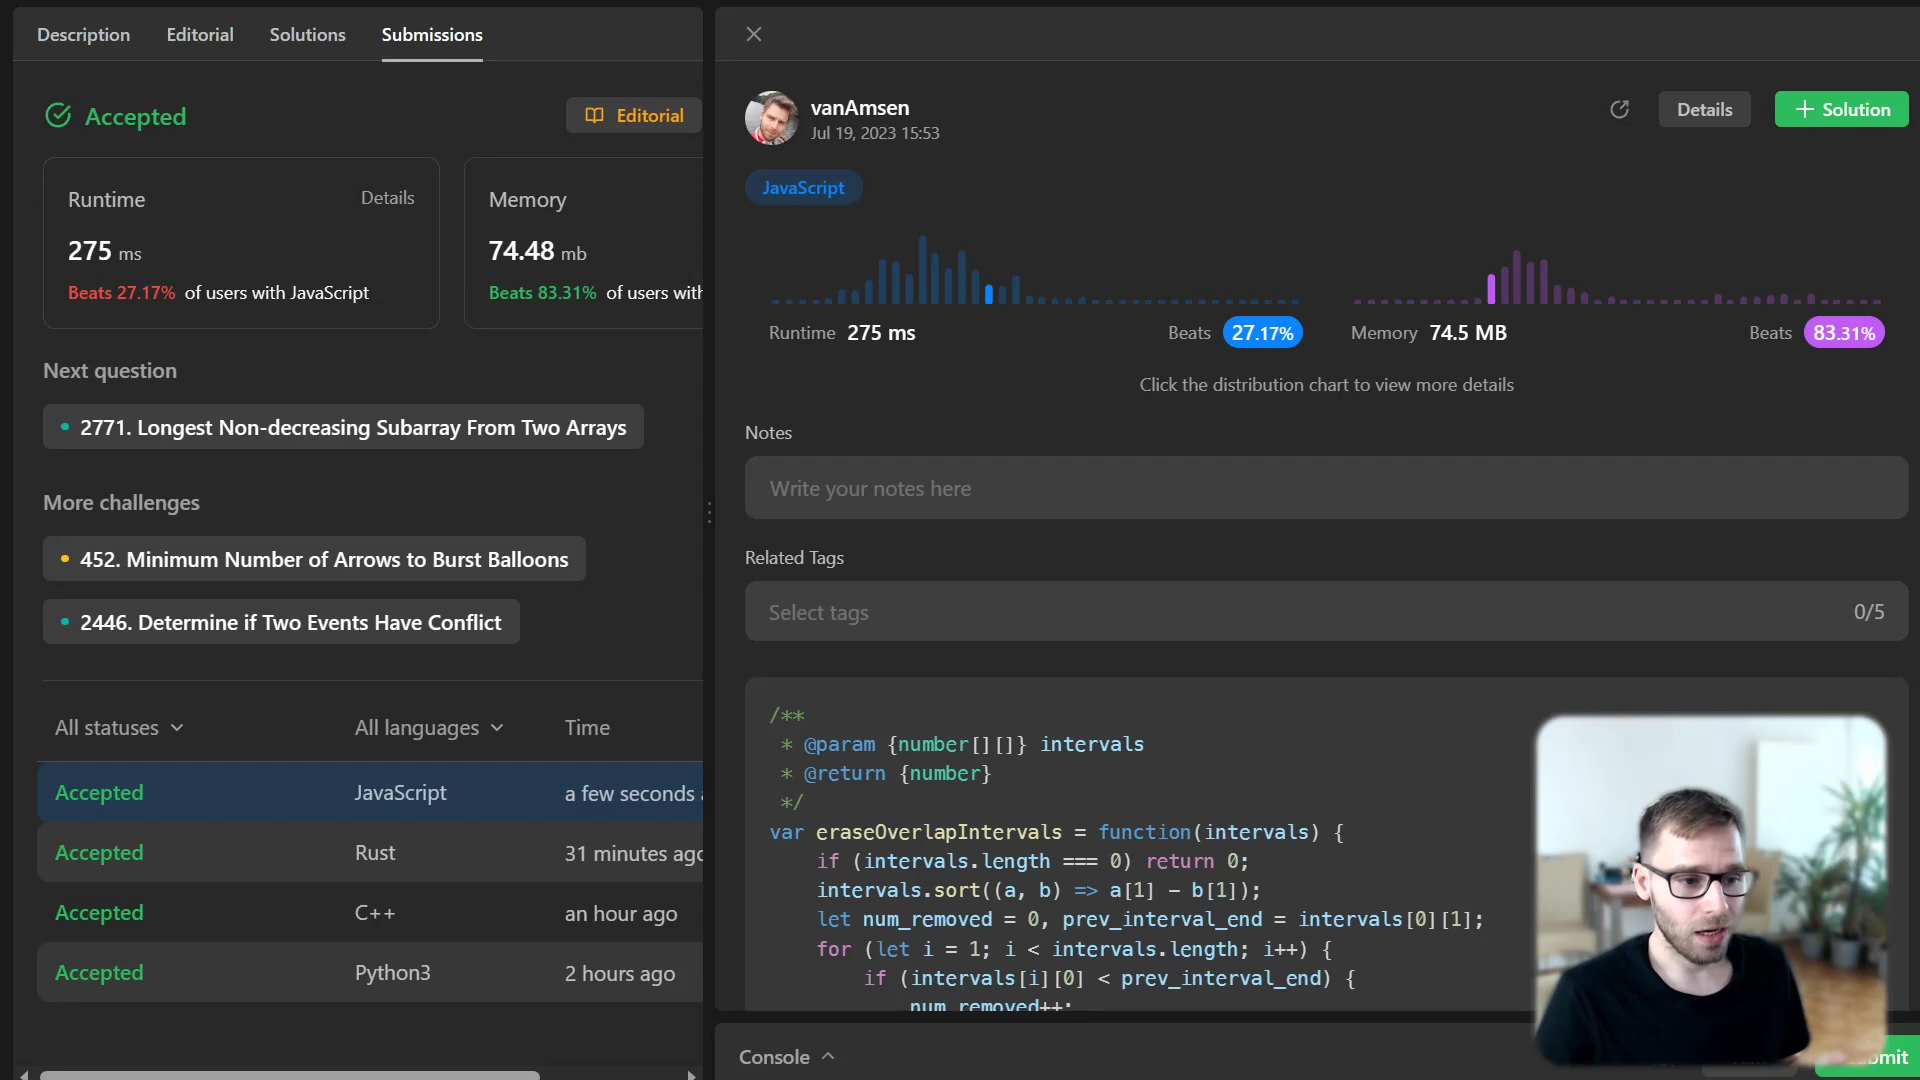 Description Editorial Solutions Submissions
Accepted
Editorial
Runtime Details
275 ms
Beats 27.17% of users with JavaScript
Memory
74.48 mb
Beats 83.31% of users with
Next question
2771. Longest Non-decreasing Subarray From Two Arrays
More challenges
452. Minimum Number of Arrows to Burst Balloons
2446. Determine if Two Events Have Conflict
All statuses All languages Time
Accepted JavaScript a few seconds
Accepted Rust 31 minutes ago
Accepted C++ an hour ago
Accepted Python3 2 hours ago
vanAmsen
Jul 19, 2023 15:53
Details
+ Solution
JavaScript
Runtime 275 ms Beats 27.17%
Memory 74.5 MB Beats 83.31%
Click the distribution chart to view more details
Notes
Write your notes here
Related Tags
Select tags 0/5
/**
* @param {number[][]} intervals
* @return {number}
*/
var eraseOverlapIntervals = function(intervals) {
if (intervals.length === 0) return 0;
intervals.sort((a, b) => a[1] - b[1]);
let num_removed = 0, prev_interval_end = intervals[0][1];
for (let i = 1; i < intervals.length; i++) {
if (intervals[i][0] < prev_interval_end) {
num_removed++;
Console